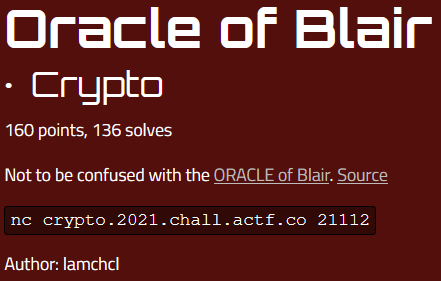 Oracle of Blair
· Crypto
160 points, 136 solves
Not to be confused with the ORACLE of Blair. Source
nc crypto.2021.chall.actf.co 21112
Author: lamchcl